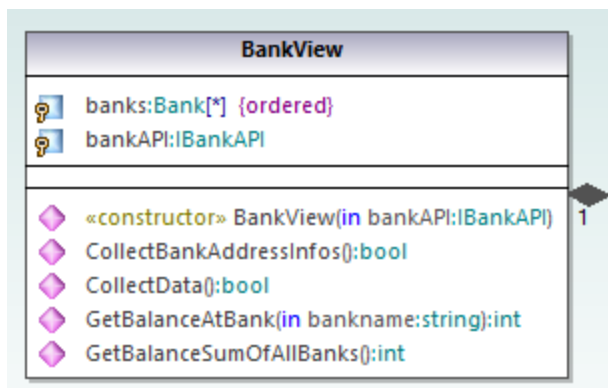 BankView
banks:Bank[*] {ordered}
bankAPI:IBankAPI
«constructor» BankView(in bankAPI:IBankAPI)
1
CollectBankAddressInfos():bool
CollectData():bool
GetBalanceAtBank(in bankname:string):int
GetBalanceSumOfAllBanks():int